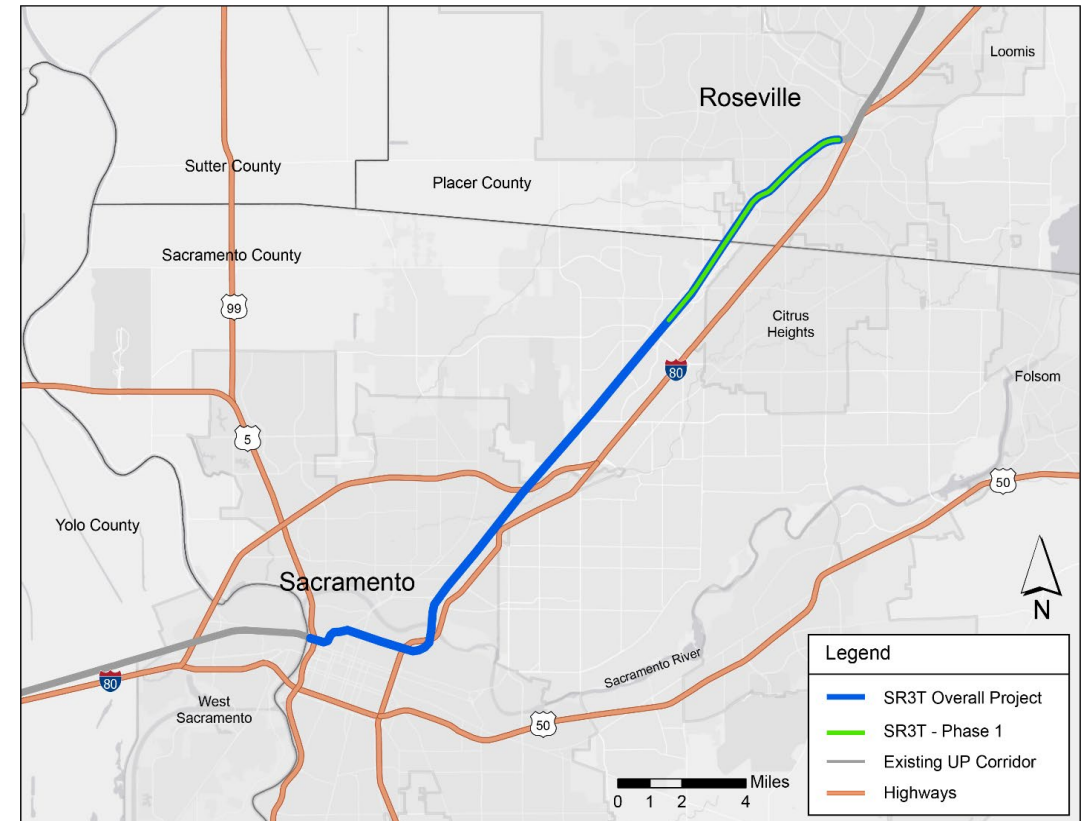 Loomis
Roseville
Sutter County
Placer County
Sacramento County
99
Citrus
Heights
80
Folsom
5
50
Yolo County
Sacramento
N
Sacramento River
80
West
Sacramento
50
Miles
0 1 2 4
Legend
SR3T Overall Project
SR3T - Phase 1
Existing UP Corridor
Highways